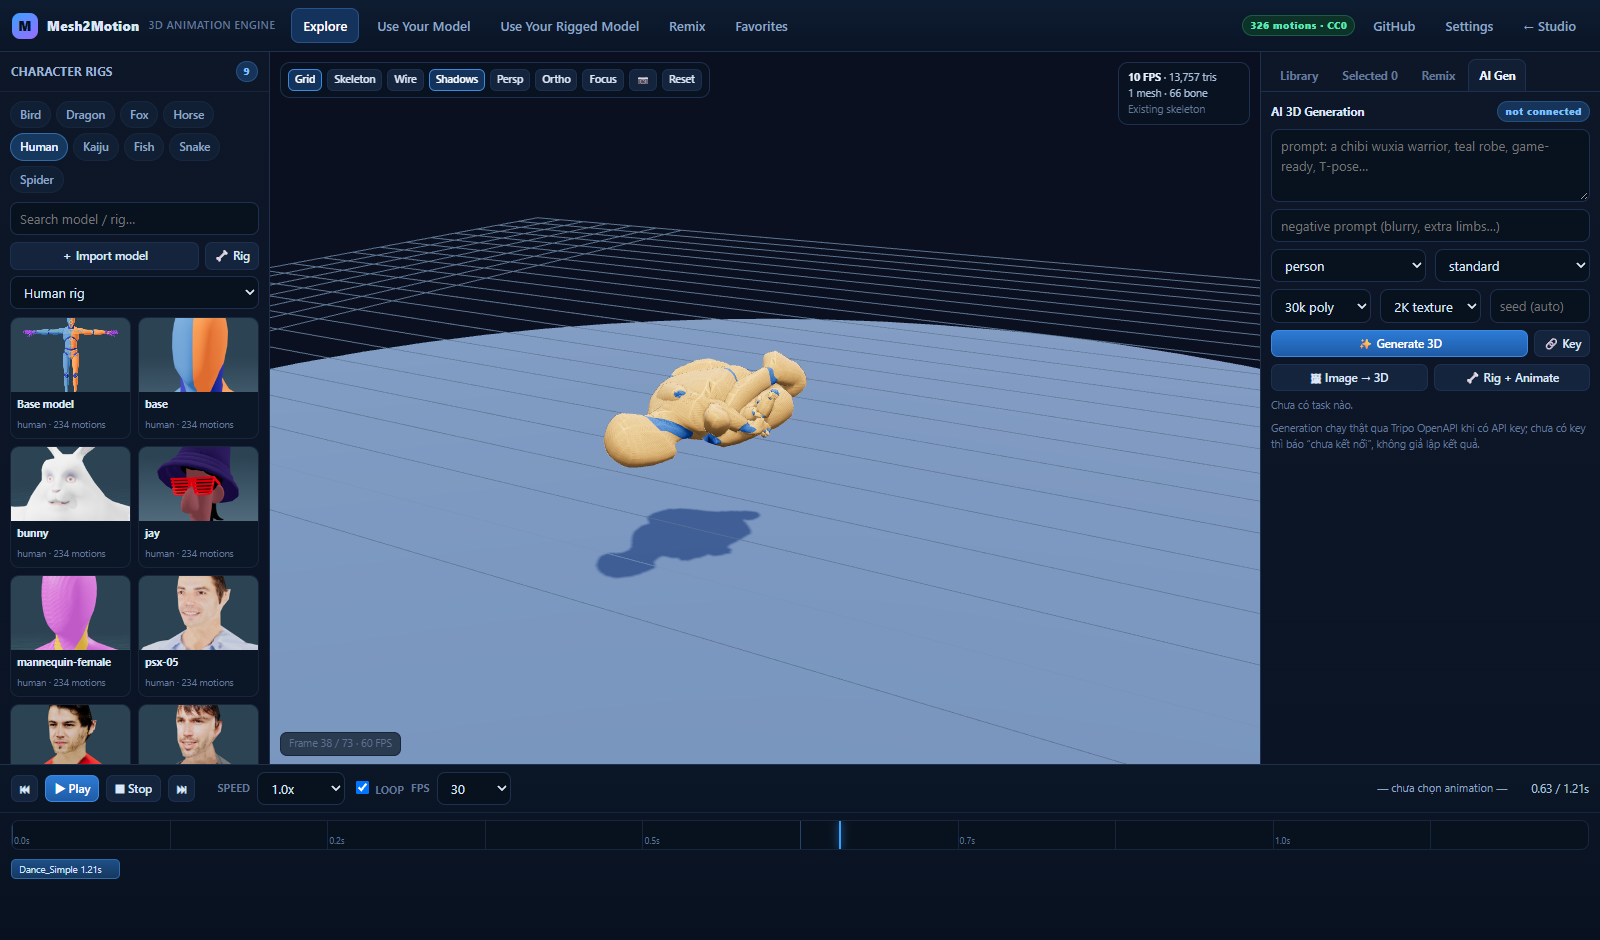 M Mesh2Motion 3D ANIMATION ENGINE Explore Use Your Model Use Your Rigged Model Remix Favorites 326 motions · CC0 GitHub Settings ← Studio
CHARACTER RIGS 9
Bird Dragon Fox Horse
Human Kaiju Fish Snake
Spider
Search model / rig...
+ Import model Rig
Human rig
Base model
human · 234 motions
base
human · 234 motions
bunny
human · 234 motions
jay
human · 234 motions
mannequin-female
human · 234 motions
psx-05
human · 234 motions
Grid Skeleton Wire Shadows Persp Ortho Focus Reset
10 FPS · 13,757 tris
1 mesh · 66 bone
Existing skeleton
Frame 38 / 73 · 60 FPS
Library Selected 0 Remix AI Gen
AI 3D Generation not connected
prompt: a chibi wuxia warrior, teal robe, game-
ready, T-pose...
negative prompt (blurry, extra limbs...)
person standard
30k poly 2K texture seed (auto)
Generate 3D Key
Image → 3D Rig + Animate
Chưa có task nào.
Generation chạy thật qua Tripo OpenAPI khi có API key; chưa có key
thì báo "chưa kết nối", không giả lập kết quả.
Play Stop SPEED 1.0x LOOP FPS 30 — chưa chọn animation — 0.63 / 1.21s
0.0s 0.2s 0.5s 0.7s 1.0s
Dance_Simple 1.21s